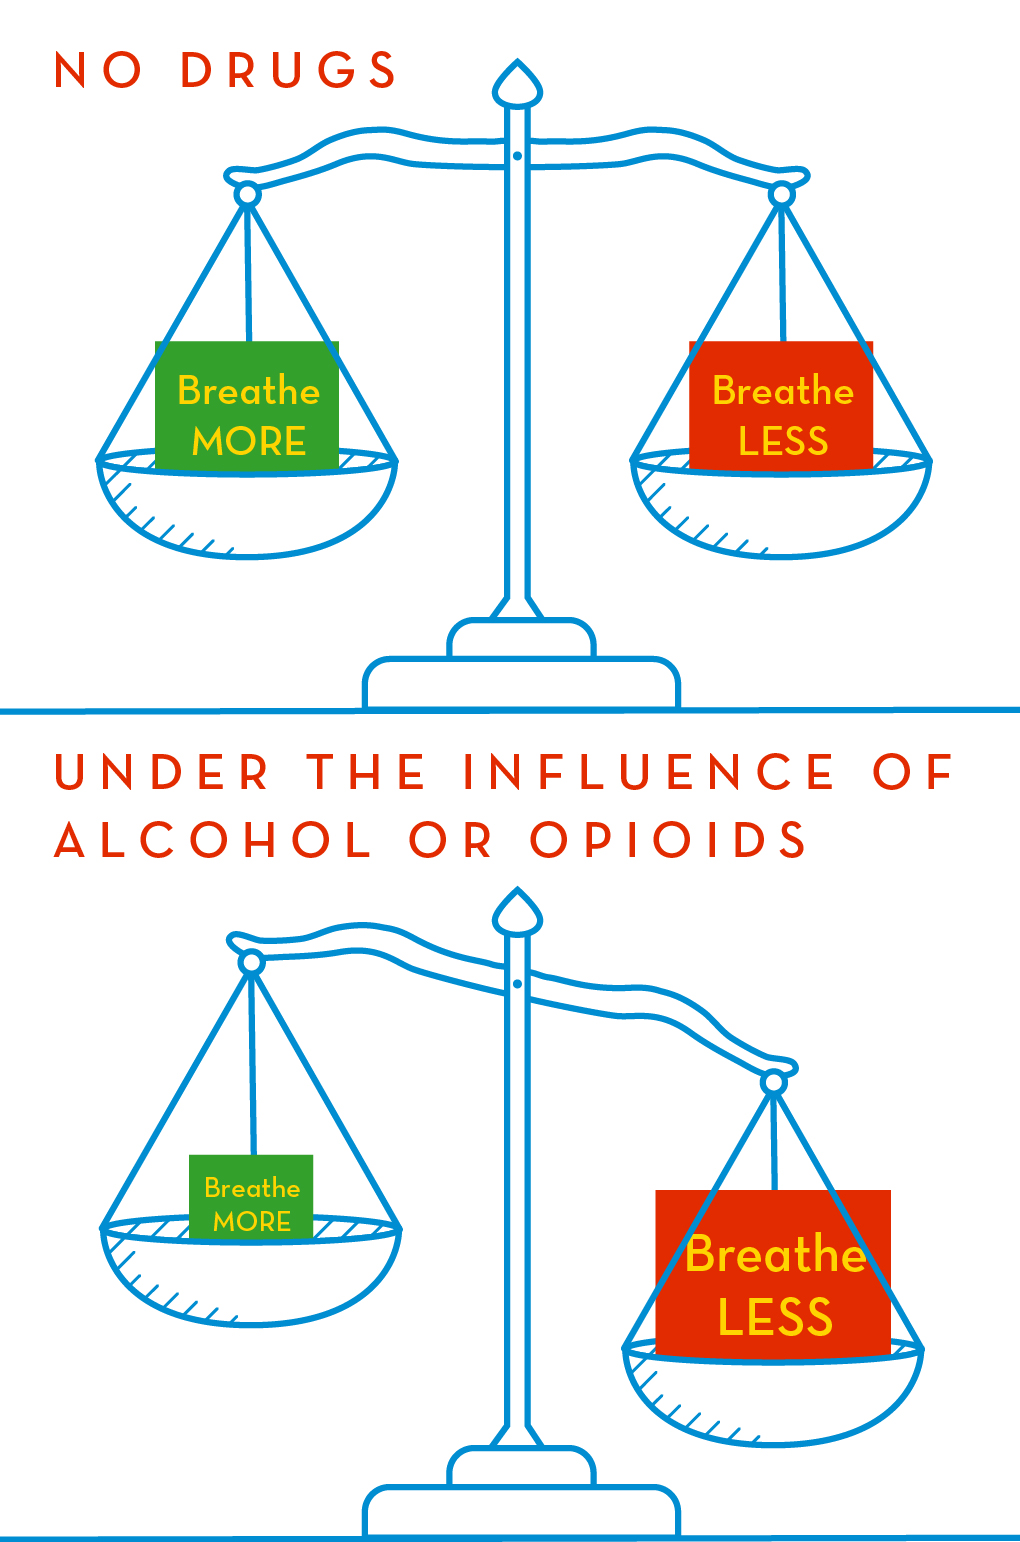 NO DRUGS
Breathe
MORE
Breathe
LESS
UNDER THE INFLUENCE OF
ALCOHOL OR OPIOIDS
Breathe
MORE
Breathe
LESS